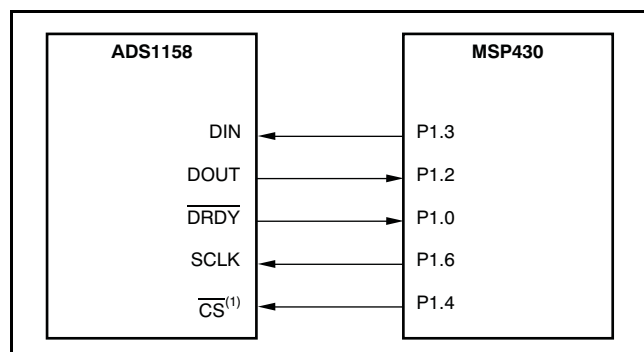 ADS1158 MSP430
DIN P1.3
DOUT P1.2
DRDY P1.0
SCLK P1.6
CS(1) P1.4